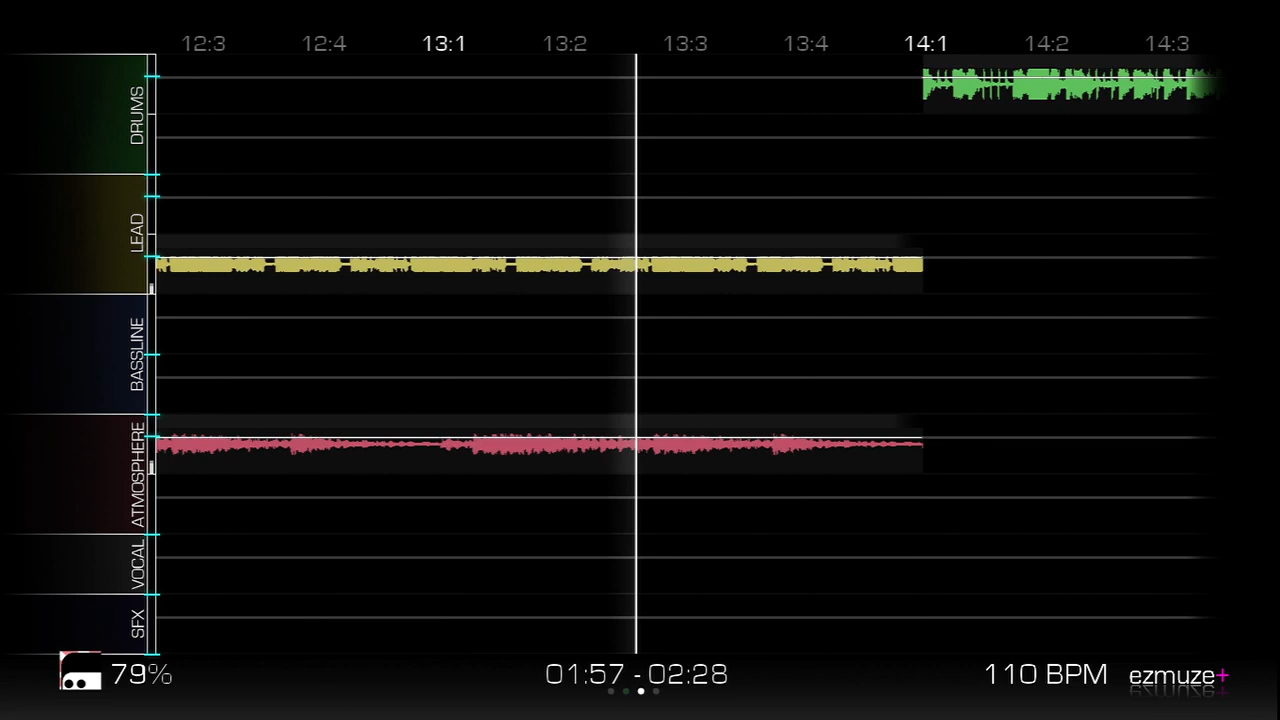 12:3 12:4 13:1 13:2 13:3 13:4 14:1 14:2 14:3
DRUMS
LEAD
BASSLINE
ATMOSPHERE
VOCAL
SFX
79% 01:57 - 02:28 110 BPM ezmuze+